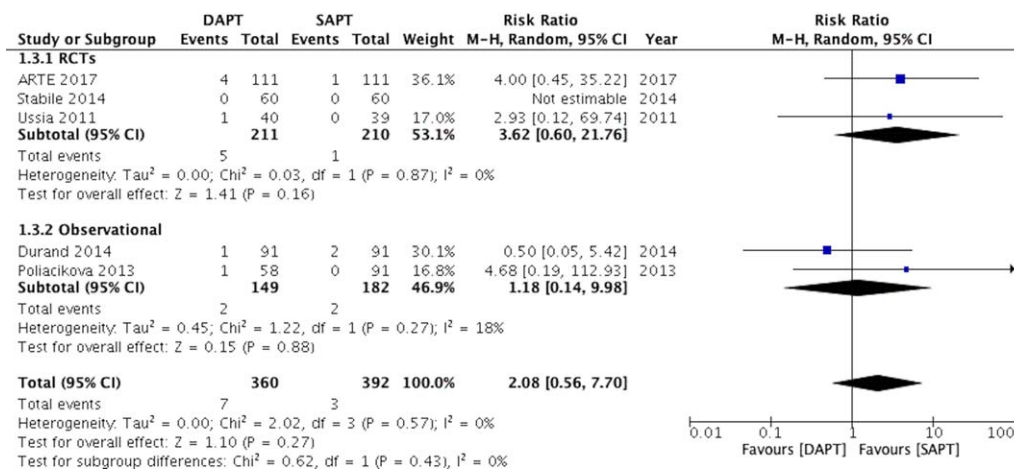 DAPT SAPT Risk Ratio Risk Ratio
Study or Subgroup Events Total Events Total Weight M-H, Random, 95% CI Year M-H, Random, 95% CI
1.3.1 RCTs
ARTE 2017 4 111 1 111 36.1% 4.00 [0.45, 35.22] 2017
Stabile 2014 0 60 0 60 Not estimable 2014
Ussia 2011 1 40 0 39 17.0% 2.93 [0.12, 69.74] 2011
Subtotal (95% CI) 211 210 53.1% 3.62 [0.60, 21.76]
Total events 5 1
Heterogeneity: Tau² = 0.00; Chi² = 0.03, df = 1 (P = 0.87); I² = 0%
Test for overall effect: Z = 1.41 (P = 0.16)
1.3.2 Observational
Durand 2014 1 91 2 91 30.1% 0.50 [0.05, 5.42] 2014
Poliacikova 2013 1 58 0 91 16.8% 4.68 [0.19, 112.93] 2013
Subtotal (95% CI) 149 182 46.9% 1.18 [0.14, 9.98]
Total events 2 2
Heterogeneity: Tau² = 0.45; Chi² = 1.22, df = 1 (P = 0.27); I² = 18%
Test for overall effect: Z = 0.15 (P = 0.88)
Total (95% CI) 360 392 100.0% 2.08 [0.56, 7.70]
Total events 7 3
Heterogeneity: Tau² = 0.00; Chi² = 2.02, df = 3 (P = 0.57); I² = 0%
Test for overall effect: Z = 1.10 (P = 0.27)
Test for subgroup differences: Chi² = 0.62, df = 1 (P = 0.43), I² = 0%
0.01 0.1 1 10 100
Favours [DAPT] Favours [SAPT]